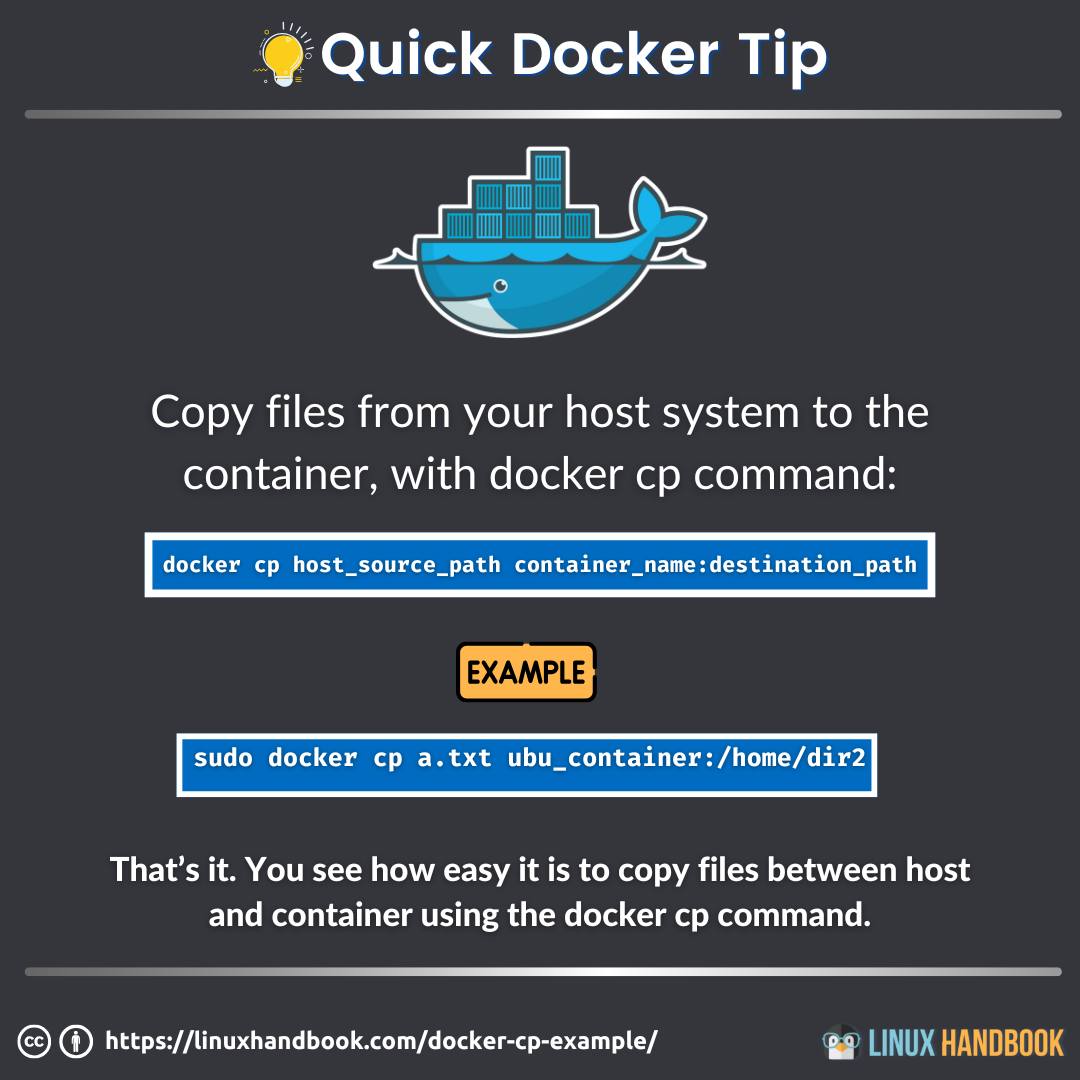 Quick Docker Tip
Copy files from your host system to the
container, with docker cp command:
docker cp host_source_path container_name:destination_path
EXAMPLE
sudo docker cp a.txt ubu_container:/home/dir2
That’s it. You see how easy it is to copy files between host
and container using the docker cp command.
cc https://linuxhandbook.com/docker-cp-example/
LINUX HANDBOOK